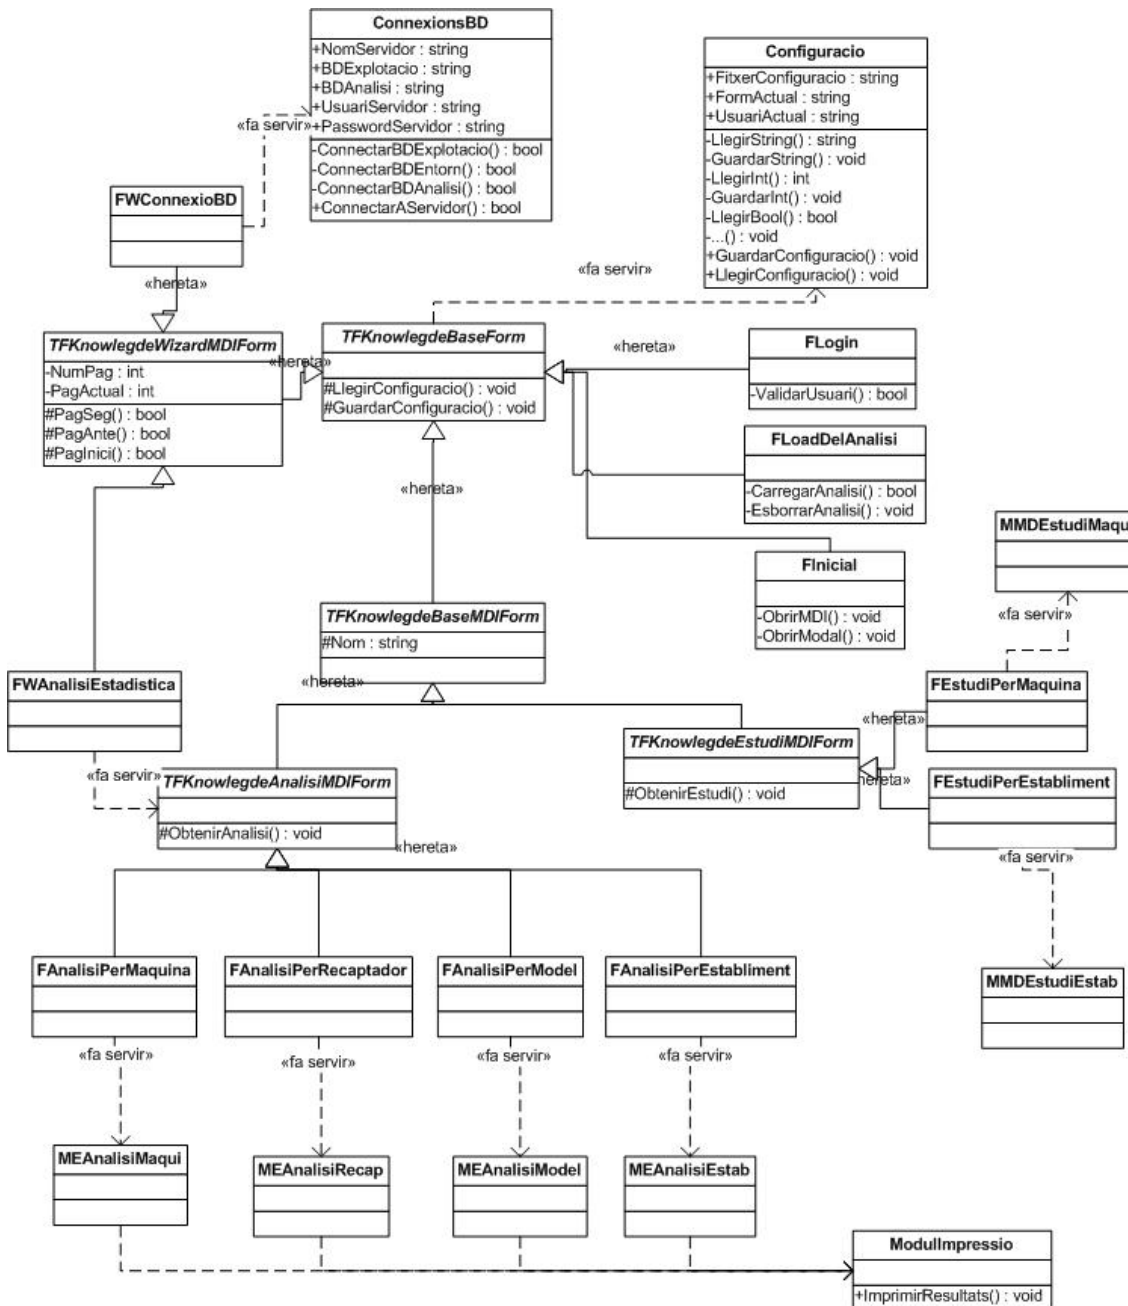 ConnexionsBD
+NomServidor : string
+BDExplotacio : string
+BDAnalisi : string
+UsuariServidor : string
+PasswordServidor : string
-ConnectarBDExplotacio() : bool
-ConnectarBDEntorn() : bool
-ConnectarBDAnalisi() : bool
+ConnectarAServidor() : bool
«fa servir»
Configuracio
+FitxerConfiguracio : string
+FormActual : string
+UsuariActual : string
-LlegirString() : string
-GuardarString() : void
-LlegirInt() : int
-GuardarInt() : void
-LlegirBool() : bool
-...() : void
+GuardarConfiguracio() : void
+LlegirConfiguracio() : void
FWConnexioBD
«hereta»
«fa servir»
TFKnowlegdeWizardMDIForm
-NumPag : int
-PagActual : int
#PagSeg() : bool
#PagAnte() : bool
#PagInici() : bool
«hereta»
TFKnowlegdeBaseForm
#LlegirConfiguracio() : void
#GuardarConfiguracio() : void
«hereta»
FLogin
-ValidarUsuari() : bool
FLoadDelAnalisi
-CarregarAnalisi() : bool
-EsborrarAnalisi() : void
«hereta»
FInicial
-ObrirMDI() : void
-ObrirModal() : void
MMDEstudiMaqui
«fa servir»
TFKnowlegdeBaseMDIForm
#Nom : string
«hereta»
FWAnalisiEstadistica
«fa servir»
FEstudiPerMaquina
«hereta»
TFKnowlegdeEstudiMDIForm
#ObtenirEstudi() : void
«hereta»
FEstudiPerEstabliment
«fa servir»
TFKnowlegdeAnalisiMDIForm
#ObtenirAnalisi() : void
«hereta»
FAnalisiPerMaquina
FAnalisiPerRecaptador
FAnalisiPerModel
FAnalisiPerEstabliment
MMDEstudiEstab
«fa servir»
«fa servir»
«fa servir»
«fa servir»
MEAnalisiMaqui
MEAnalisiRecap
MEAnalisiModel
MEAnalisiEstab
ModulImpressio
+ImprimirResultats() : void